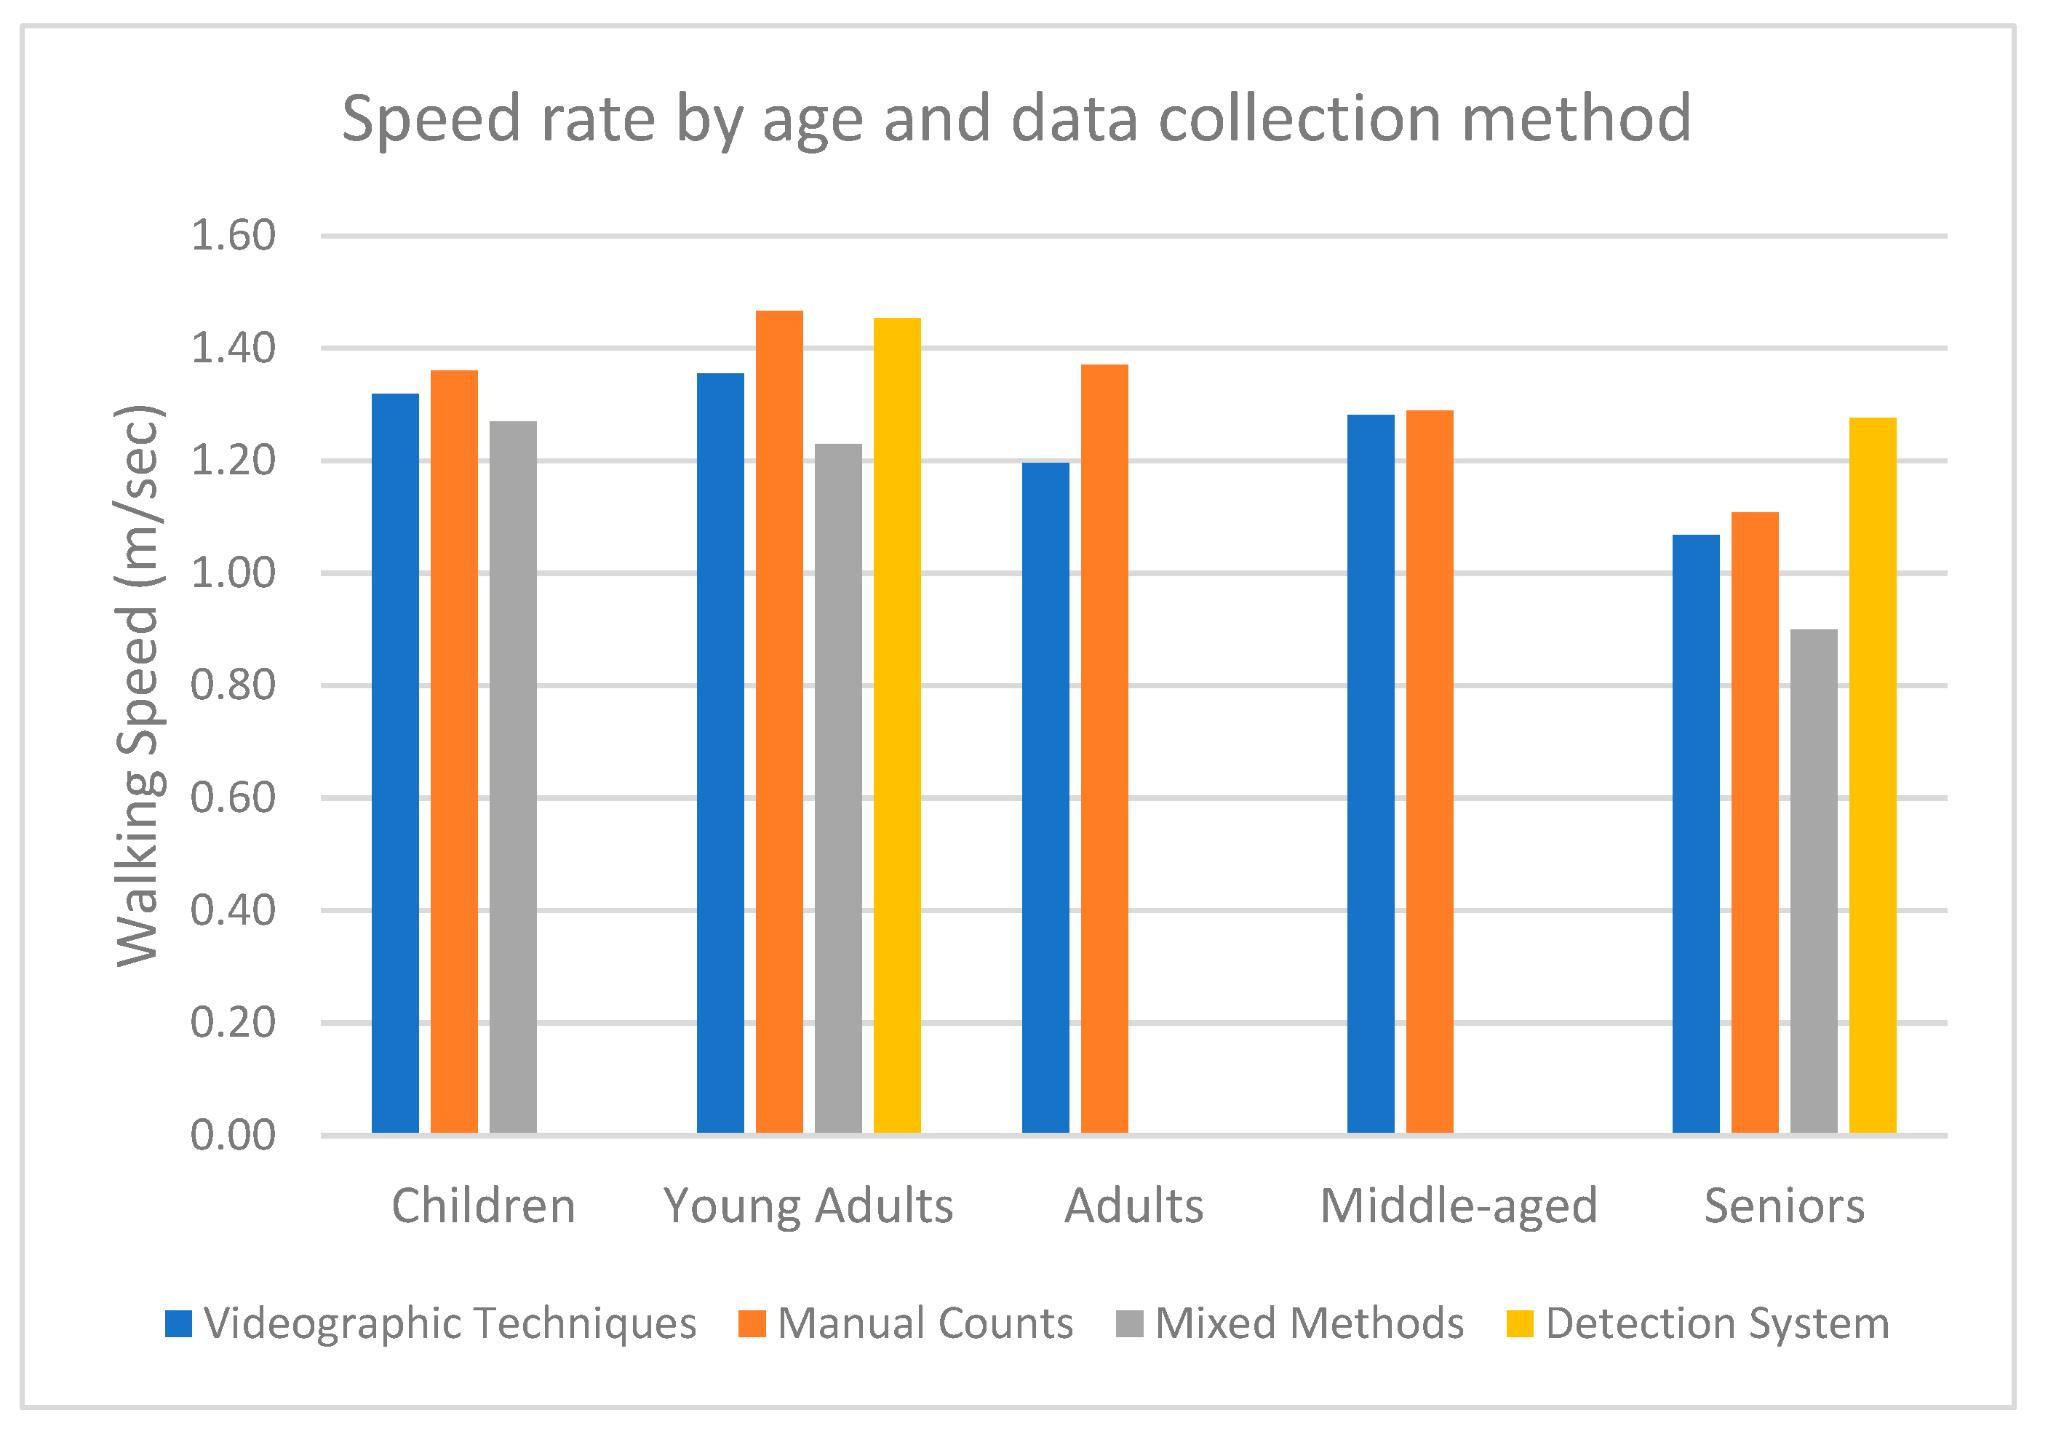 Speed rate by age and data collection method
Walking Speed (m/sec)
1.60
1.40
1.20
1.00
0.80
0.60
0.40
0.20
0.00
Children Young Adults Adults Middle-aged Seniors
Videographic Techniques Manual Counts Mixed Methods Detection System